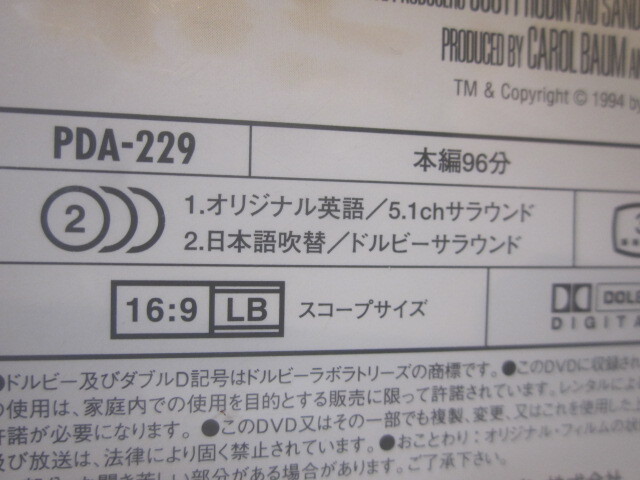 SCOTT RUDIN AND
PRODUCED BY CAROL BAUM
TM & Copyright © 1994 by
PDA-229
本編96分
2
1.オリジナル英語/5.1chサラウンド
2.日本語吹替/ドルビーサラウンド
16:9 LB スコープサイズ
DIGITA
●ドルビー及びダブルD記号はドルビーラボラトリーズの商標です。●このDVDに収録され
の使用は、家庭内での使用を目的とする販売に限って許諾されています。レンタルによ
許諾が必要になります。●このDVD又はその一部でも複製、変更、又はこれを使用した
及び放送は、法律により固く禁止されています。●おことわり:オリジナル・フィルムの状
部分がある場合があります。ご了承下さい。